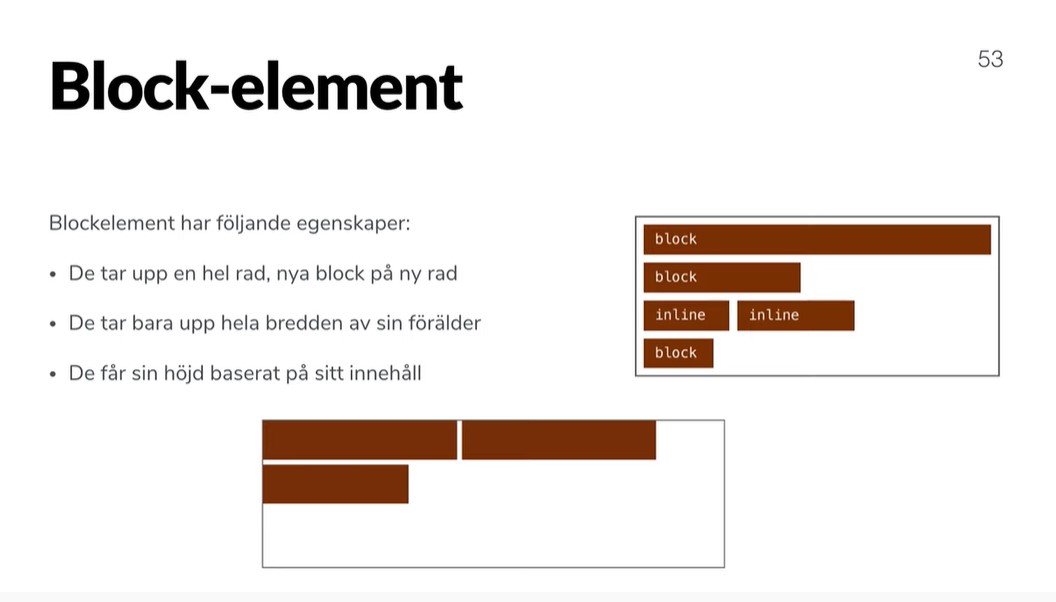 53
Block-element
Blockelement har följande egenskaper:
• De tar upp en hel rad, nya block på ny rad
• De tar bara upp hela bredden av sin förälder
• De får sin höjd baserat på sitt innehåll
block
block
inline inline
block